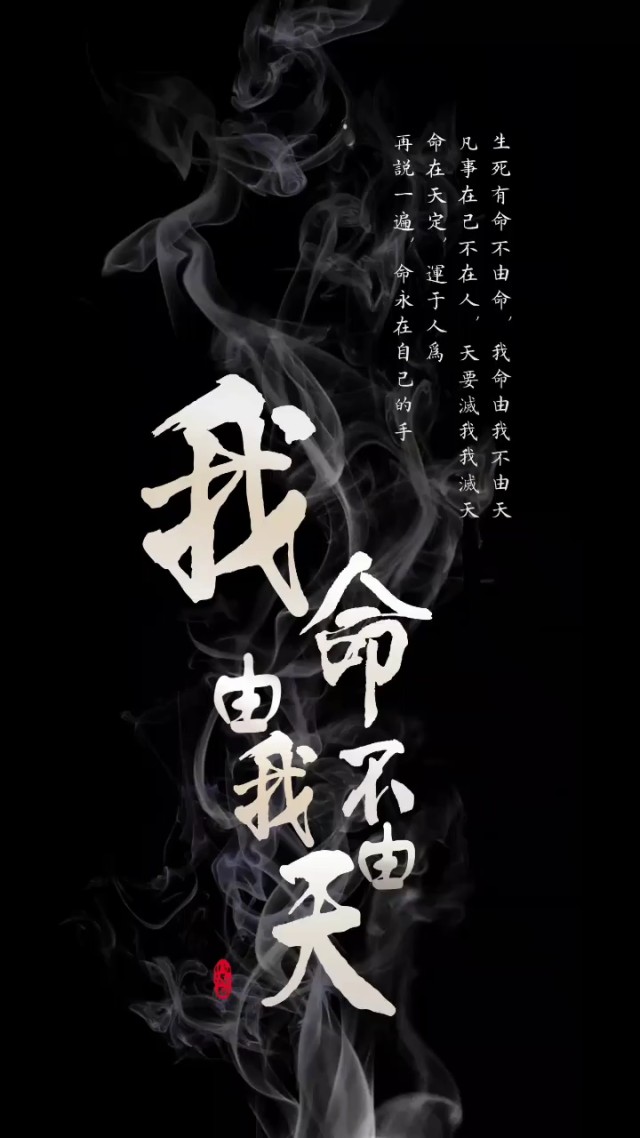 生死有命不由命，我命由我不由天
凡事在己不在人，天要滅我我滅天
命在天定，運于人爲
再説一遍，命永在自己的手
我命由我不由天